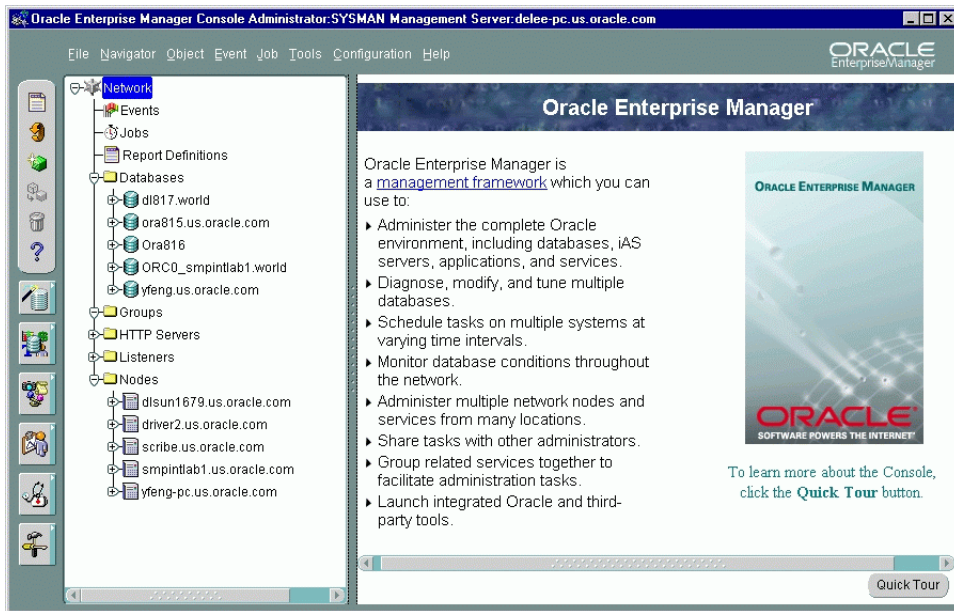 Oracle Enterprise Manager Console Administrator:SYSMAN Management Server:delee-pc.us.oracle.com
File Navigator Object Event Job Tools Configuration Help
ORACLE
EnterpriseManager
Network
Events
Jobs
Report Definitions
Databases
dl817.world
ora815.us.oracle.com
Ora816
ORC0_smpintlab1.world
yfeng.us.oracle.com
Groups
HTTP Servers
Listeners
Nodes
dlsun1679.us.oracle.com
driver2.us.oracle.com
scribe.us.oracle.com
smpintlab1.us.oracle.com
yfeng-pc.us.oracle.com
Oracle Enterprise Manager
Oracle Enterprise Manager is
a management framework which you can
use to:
Administer the complete Oracle
environment, including databases, iAS
servers, applications, and services.
Diagnose, modify, and tune multiple
databases.
Schedule tasks on multiple systems at
varying time intervals.
Monitor database conditions throughout
the network.
Administer multiple network nodes and
services from many locations.
Share tasks with other administrators.
Group related services together to
facilitate administration tasks.
Launch integrated Oracle and third-
party tools.
ORACLE ENTERPRISE MANAGER
ORACLE
SOFTWARE POWERS THE INTERNET
To learn more about the Console,
click the Quick Tour button.
Quick Tour